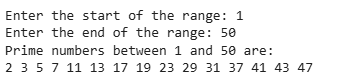 Enter the start of the range: 1
Enter the end of the range: 50
Prime numbers between 1 and 50 are:
2 3 5 7 11 13 17 19 23 29 31 37 41 43 47